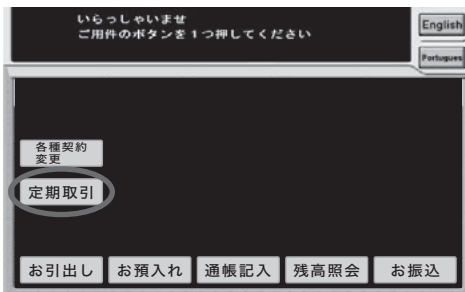 いらっしゃいませ
ご用件のボタンを1つ押してください
English
Portugues
各種契約
変更
定期取引
お引出し
お預入れ
通帳記入
残高照会
お振込